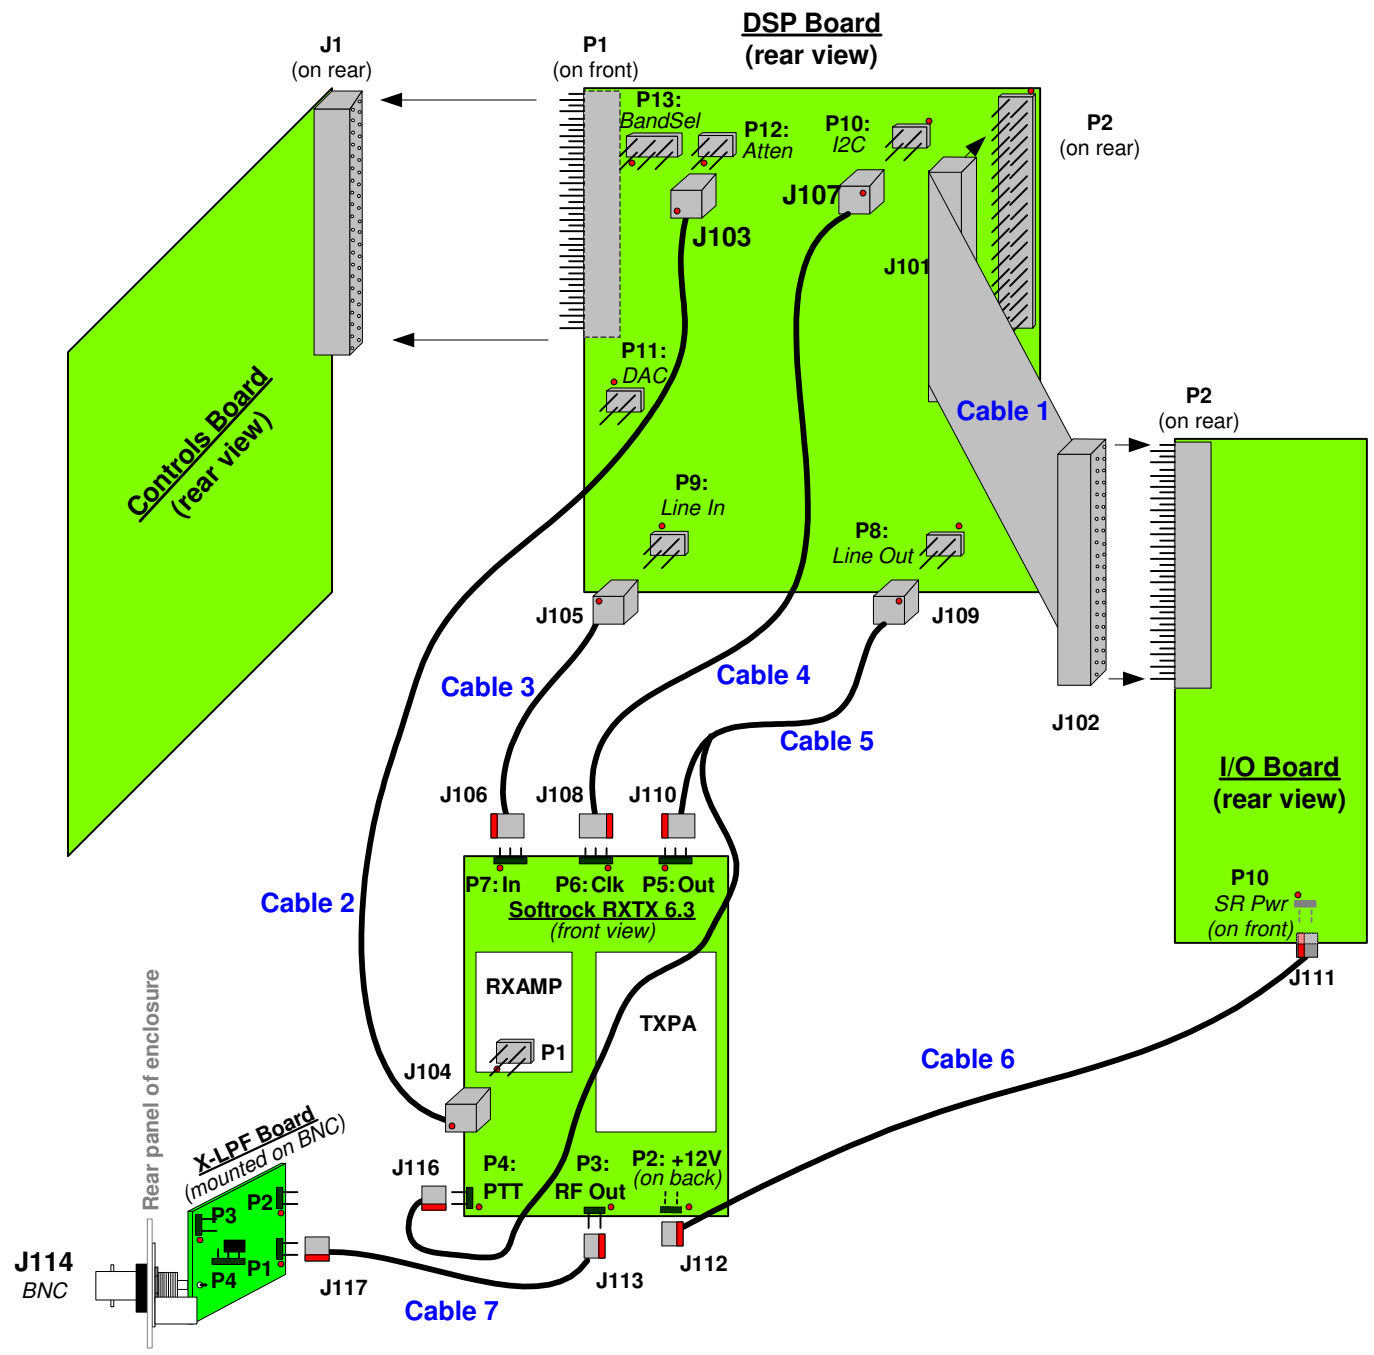 DSP Board
(rear view)
J1
(on rear)
P1
(on front)
P13:
BandSel
P12:
Atten
P10:
I2C
P2
(on rear)
J107
J103
J101
P11:
DAC
Controls Board
(rear view)
Cable 1
P2
(on rear)
P9:
Line In
P8:
Line Out
J105
J109
Cable 3
Cable 4
Cable 5
J102
I/O Board
(rear view)
J106
J108
J110
P7: In
P6: Clk
P5: Out
Softrock RXTX 6.3
(front view)
Cable 2
P10
SR Pwr
(on front)
J111
RXAMP
TXPA
P1
Cable 6
J104
Rear panel of enclosure
X-LPF Board
(mounted on BNC)
J116
P4:
PTT
P3:
RF Out
P2: +12V
(on back)
P2
P3
P1
P4
J114
BNC
J117
J113
J112
Cable 7